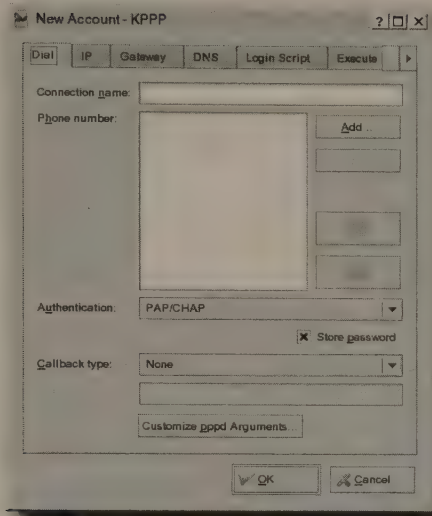 New Account - KPPP
Dial IP Gateway DNS Login Script Execute
Connection name:
Phone number:
Add ...
Authentication: PAP/CHAP
Store password
Callback type: None
Customize pppd Arguments...
OK Cancel